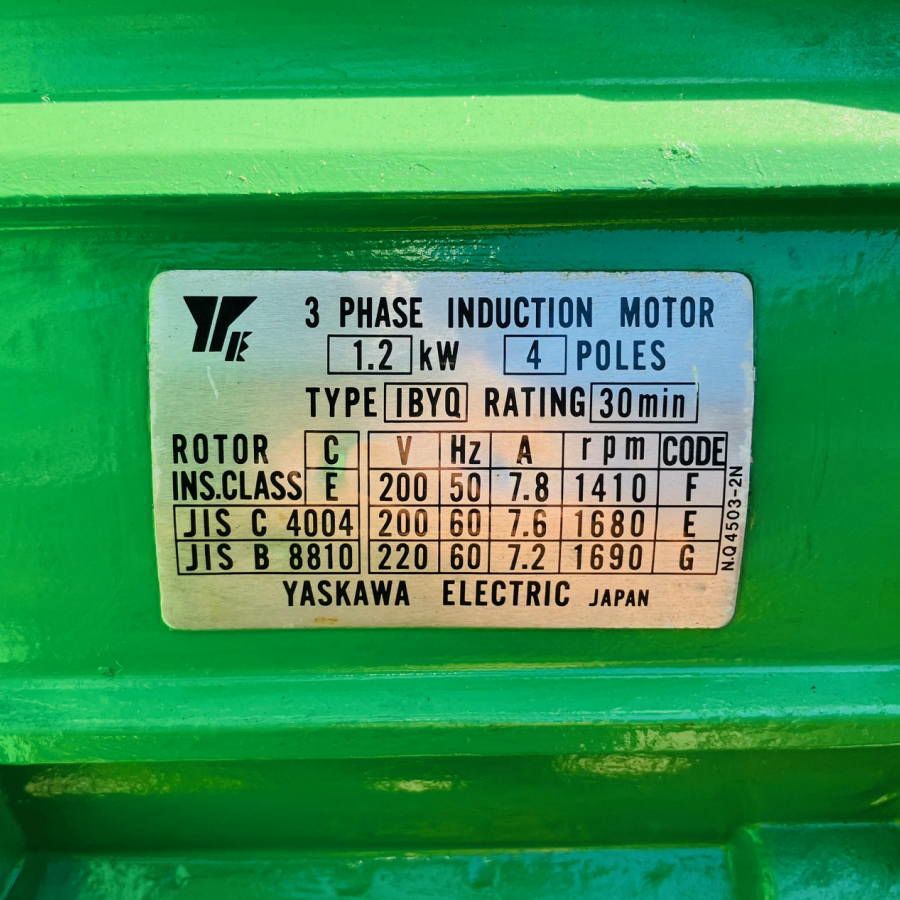 YE
3 PHASE INDUCTION MOTOR
1.2 kW 4 POLES
TYPE IBYQ RATING 30min
ROTOR C V Hz A rpm CODE
INS.CLASS E 200 50 7.8 1410 F
JIS C 4004 200 60 7.6 1680 E
JIS B 8810 220 60 7.2 1690 G
N.Q4503-2N
YASKAWA ELECTRIC JAPAN